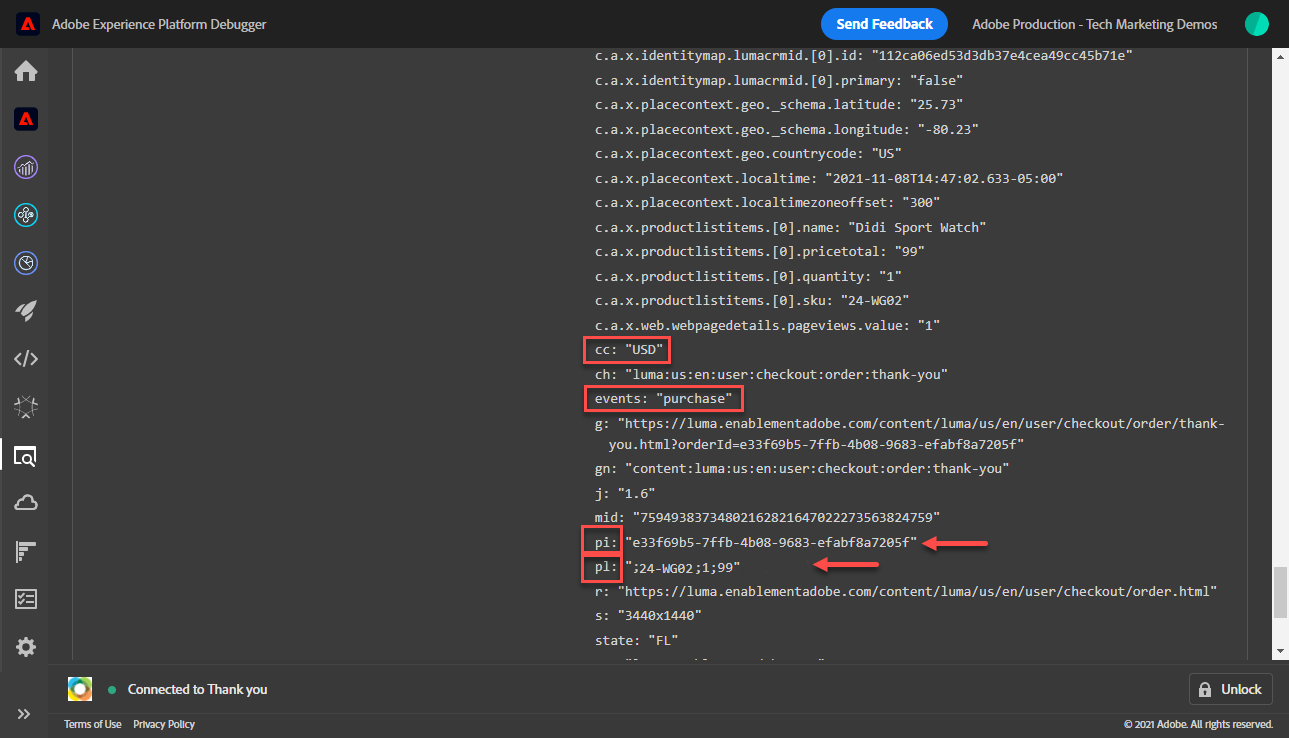 Adobe Experience Platform Debugger
Send Feedback
Adobe Production - Tech Marketing Demos
c.a.x.identitymap.lumacrmid.[0].id: "112ca06ed53d3db37e4cea49cc45b71e"
c.a.x.identitymap.lumacrmid.[0].primary: "false"
c.a.x.placecontext.geo._schema.latitude: "25.73"
c.a.x.placecontext.geo._schema.longitude: "-80.23"
c.a.x.placecontext.geo.countrycode: "US"
c.a.x.placecontext.localtime: "2021-11-08T14:47:02.633-05:00"
c.a.x.placecontext.localtimezoneoffset: "300"
c.a.x.productlistitems.[0].name: "Didi Sport Watch"
c.a.x.productlistitems.[0].pricetotal: "99"
c.a.x.productlistitems.[0].quantity: "1"
c.a.x.productlistitems.[0].sku: "24-WG02"
c.a.x.web.webpagedetails.pageviews.value: "1"
cc: "USD"
ch: "luma:us:en:user:checkout:order:thank-you"
events: "purchase"
g: "https://luma.enablementadobe.com/content/luma/us/en/user/checkout/order/thank-
you.html?orderId=e33f69b5-7ffb-4b08-9683-efabf8a7205f"
gn: "content:luma:us:en:user:checkout:order:thank-you"
j: "1.6"
mid: "75949383734802162821647022273563824759"
pi: "e33f69b5-7ffb-4b08-9683-efabf8a7205f"
pl: ";24-WG02;1;99"
r: "https://luma.enablementadobe.com/content/luma/us/en/user/checkout/order.html"
s: "3440x1440"
state: "FL"
Connected to Thank you
Unlock
Terms of Use
Privacy Policy
© 2021 Adobe. All rights reserved.